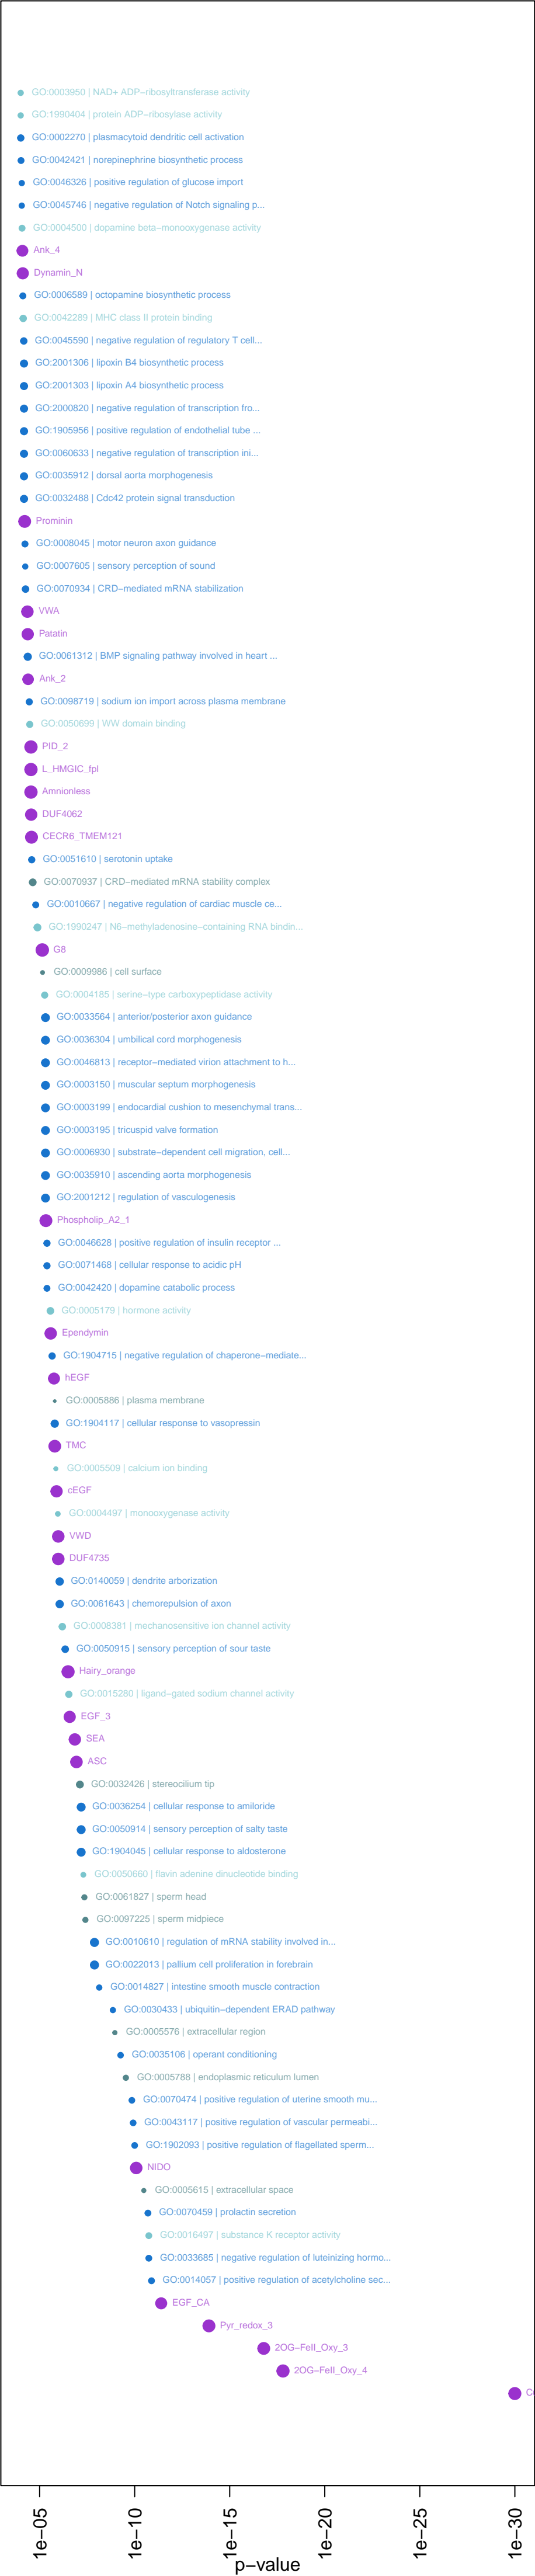 GO:0003950 | NAD+ ADP−ribosyltransferase activity
GO:1990404 | protein ADP−ribosylase activity
GO:0002270 | plasmacytoid dendritic cell activation
GO:0042421 | norepinephrine biosynthetic process
GO:0046326 | positive regulation of glucose import
GO:0045746 | negative regulation of Notch signaling p...
GO:0004500 | dopamine beta−monooxygenase activity
Ank_4
Dynamin_N
GO:0006589 | octopamine biosynthetic process
GO:0042289 | MHC class II protein binding
GO:0045590 | negative regulation of regulatory T cell...
GO:2001306 | lipoxin B4 biosynthetic process
GO:2001303 | lipoxin A4 biosynthetic process
GO:2000820 | negative regulation of transcription fro...
GO:1905956 | positive regulation of endothelial tube ...
GO:0060633 | negative regulation of transcription ini...
GO:0035912 | dorsal aorta morphogenesis
GO:0032488 | Cdc42 protein signal transduction
Prominin
GO:0008045 | motor neuron axon guidance
GO:0007605 | sensory perception of sound
GO:0070934 | CRD−mediated mRNA stabilization
VWA
Patatin
GO:0061312 | BMP signaling pathway involved in heart ...
Ank_2
GO:0098719 | sodium ion import across plasma membrane
GO:0050699 | WW domain binding
PID_2
L_HMGIC_fpl
Amnionless
DUF4062
CECR6_TMEM121
GO:0051610 | serotonin uptake
GO:0070937 | CRD−mediated mRNA stability complex
GO:0010667 | negative regulation of cardiac muscle ce...
GO:1990247 | N6−methyladenosine−containing RNA bindin...
G8
GO:0009986 | cell surface
GO:0004185 | serine−type carboxypeptidase activity
GO:0033564 | anterior/posterior axon guidance
GO:0036304 | umbilical cord morphogenesis
GO:0046813 | receptor−mediated virion attachment to h...
GO:0003150 | muscular septum morphogenesis
GO:0003199 | endocardial cushion to mesenchymal trans...
GO:0003195 | tricuspid valve formation
GO:0006930 | substrate−dependent cell migration, cell...
GO:0035910 | ascending aorta morphogenesis
GO:2001212 | regulation of vasculogenesis
Phospholip_A2_1
GO:0046628 | positive regulation of insulin receptor ...
GO:0071468 | cellular response to acidic pH
GO:0042420 | dopamine catabolic process
GO:0005179 | hormone activity
Ependymin
GO:1904715 | negative regulation of chaperone−mediate...
hEGF
GO:0005886 | plasma membrane
GO:1904117 | cellular response to vasopressin
TMC
GO:0005509 | calcium ion binding
cEGF
GO:0004497 | monooxygenase activity
VWD
DUF4735
GO:0140059 | dendrite arborization
GO:0061643 | chemorepulsion of axon
GO:0008381 | mechanosensitive ion channel activity
GO:0050915 | sensory perception of sour taste
Hairy_orange
GO:0015280 | ligand−gated sodium channel activity
EGF_3
SEA
ASC
GO:0032426 | stereocilium tip
GO:0036254 | cellular response to amiloride
GO:0050914 | sensory perception of salty taste
GO:1904045 | cellular response to aldosterone
GO:0050660 | flavin adenine dinucleotide binding
GO:0061827 | sperm head
GO:0097225 | sperm midpiece
GO:0010610 | regulation of mRNA stability involved in...
GO:0022013 | pallium cell proliferation in forebrain
GO:0014827 | intestine smooth muscle contraction
GO:0030433 | ubiquitin−dependent ERAD pathway
GO:0005576 | extracellular region
GO:0035106 | operant conditioning
GO:0005788 | endoplasmic reticulum lumen
GO:0070474 | positive regulation of uterine smooth mu...
GO:0043117 | positive regulation of vascular permeabi...
GO:1902093 | positive regulation of flagellated sperm...
NIDO
GO:0005615 | extracellular space
GO:0070459 | prolactin secretion
GO:0016497 | substance K receptor activity
GO:0033685 | negative regulation of luteinizing hormo...
GO:0014057 | positive regulation of acetylcholine sec...
EGF_CA
Pyr_redox_3
2OG−FeII_Oxy_3
2OG−FeII_Oxy_4
1e−05 1e−10 1e−15 1e−20 1e−25 1e−30
p−value